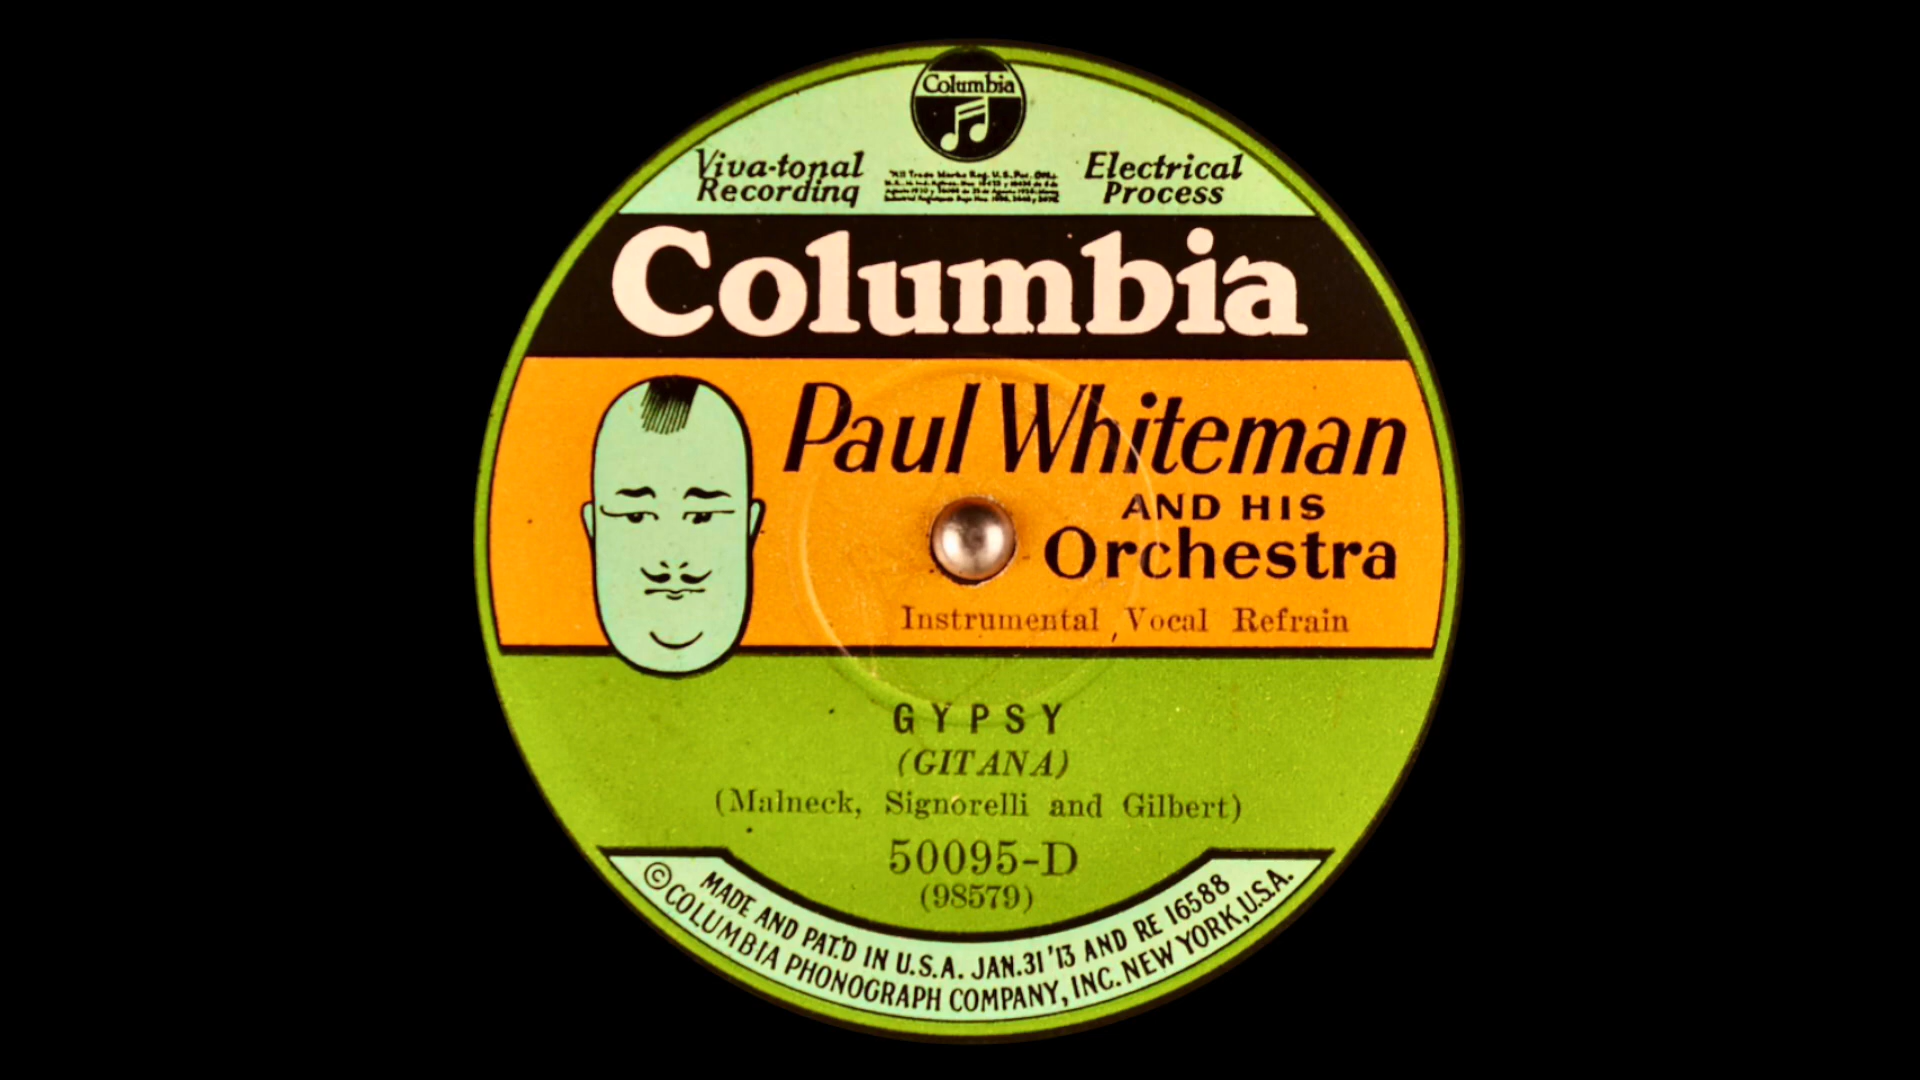 Columbia
Viva-tonal
Recording
Electrical
Process
Columbia
Paul Whiteman
AND HIS
Orchestra
Instrumental, Vocal Refrain
GYPSY
(GITANA)
(Malneck, Signorelli and Gilbert)
50095-D
(98579)
MADE AND PAT'D IN U.S.A. JAN.31 '13 AND RE 16588
©COLUMBIA PHONOGRAPH COMPANY, INC. NEW YORK, U.S.A.